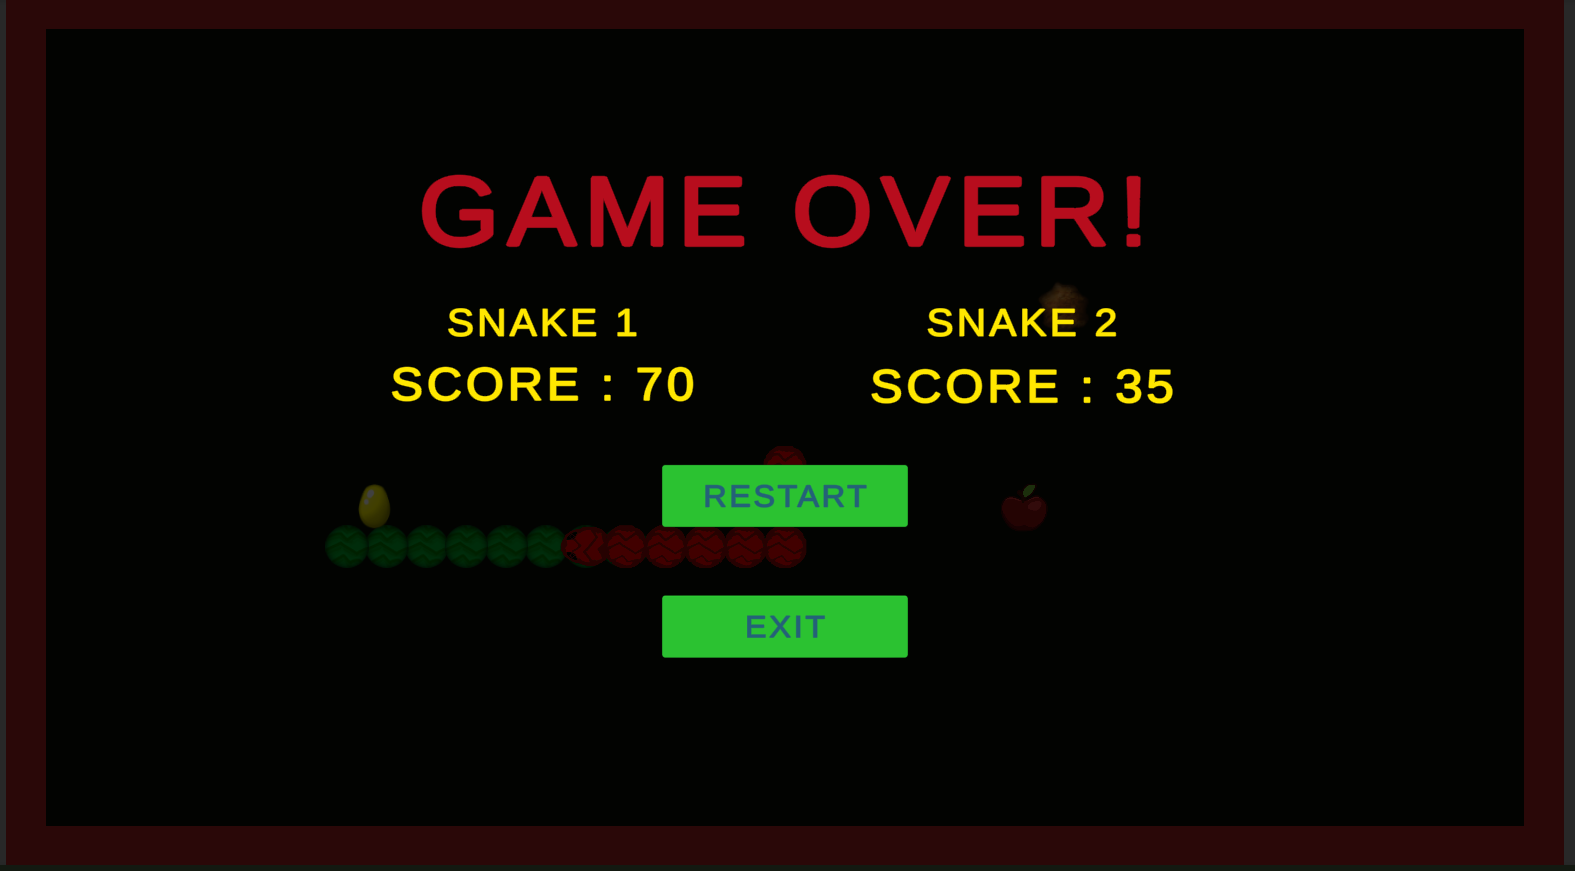 GAME OVER!
SNAKE 1
SCORE : 70
SNAKE 2
SCORE : 35
RESTART
EXIT